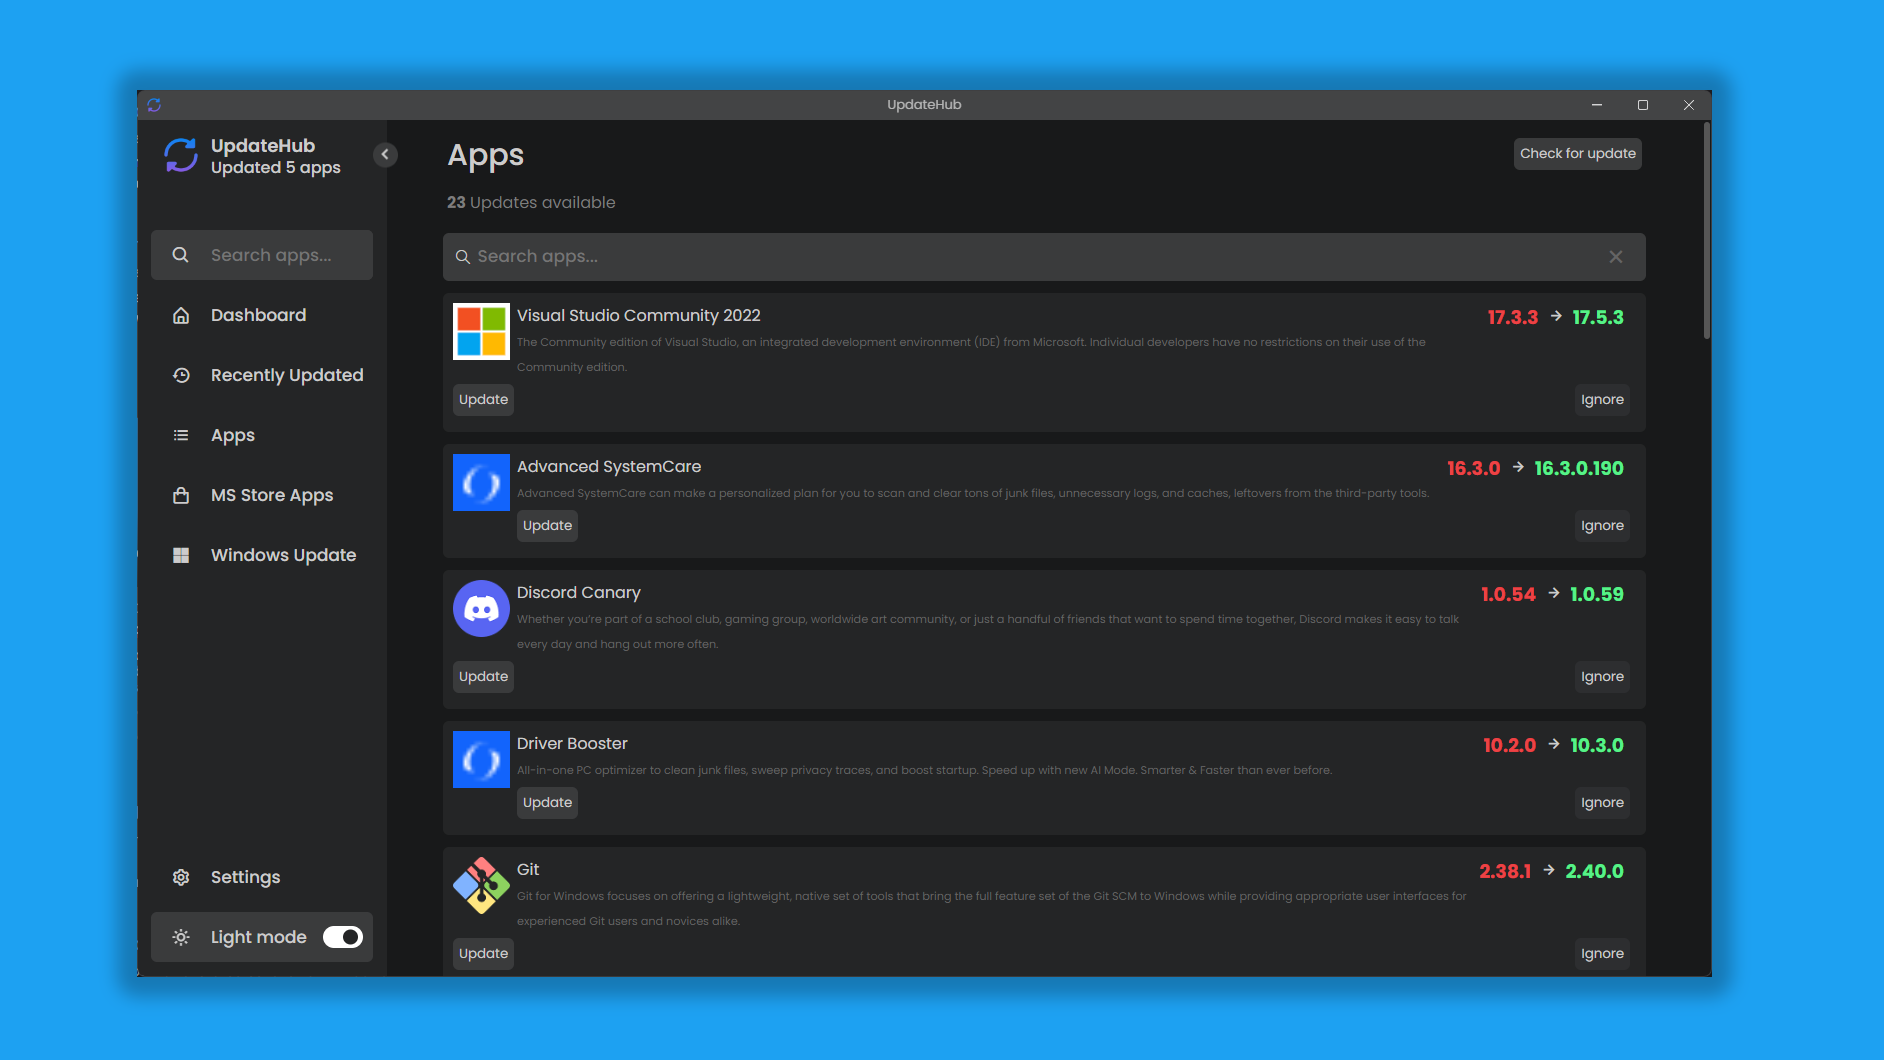 UpdateHub
UpdateHub
Updated 5 apps
Search apps...
Dashboard
Recently Updated
Apps
MS Store Apps
Windows Update
Settings
Light mode
Apps
Check for update
23 Updates available
Search apps...
Visual Studio Community 2022
17.3.3 → 17.5.3
The Community edition of Visual Studio, an integrated development environment (IDE) from Microsoft. Individual developers have no restrictions on their use of the
Community edition.
Update
Ignore
Advanced SystemCare
16.3.0 → 16.3.0.190
Advanced SystemCare can make a personalized plan for you to scan and clear tons of junk files, unnecessary logs, and caches, leftovers from the third-party tools.
Update
Ignore
Discord Canary
1.0.54 → 1.0.59
Whether you're part of a school club, gaming group, worldwide art community, or just a handful of friends that want to spend time together, Discord makes it easy to talk
every day and hang out more often.
Update
Ignore
Driver Booster
10.2.0 → 10.3.0
All-in-one PC optimizer to clean junk files, sweep privacy traces, and boost startup. Speed up with new AI Mode. Smarter & Faster than ever before.
Update
Ignore
Git
2.38.1 → 2.40.0
Git for Windows focuses on offering a lightweight, native set of tools that bring the full feature set of the Git SCM to Windows while providing appropriate user interfaces for
experienced Git users and novices alike.
Update
Ignore